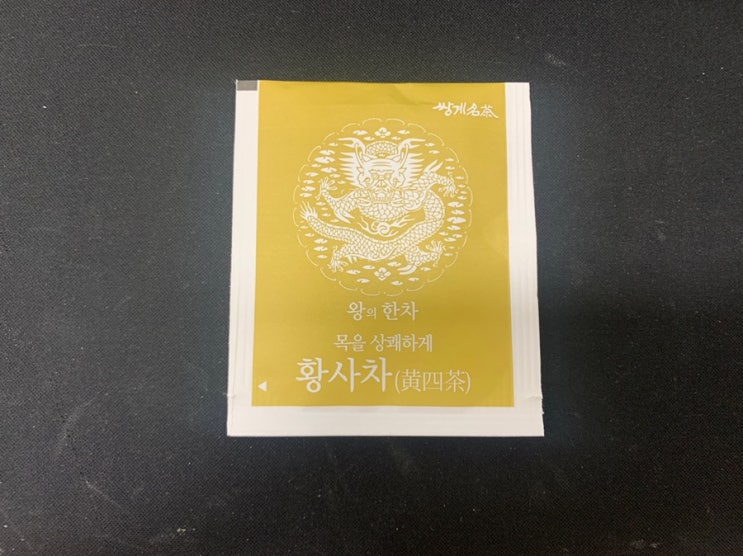 쌍계名茶
왕의 한차
목을 상쾌하게
황사차(黄四茶)